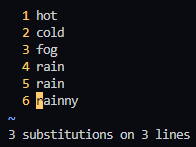 1 hot
2 cold
3 fog
4 rain
5 rain
6 rainny
~
3 substitutions on 3 lines